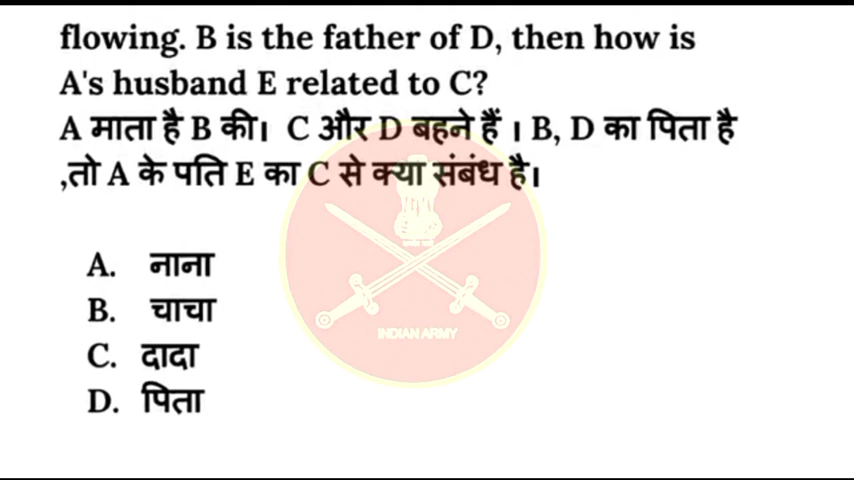 flowing. B is the father of D, then how is
A's husband E related to C?
A माता है B की। C और D बहने हैं । B, D का पिता है
,तो A के पति E का C से क्या संबंध है।
A. नाना
B. चाचा
C. दादा
D. पिता
INDIAN ARMY